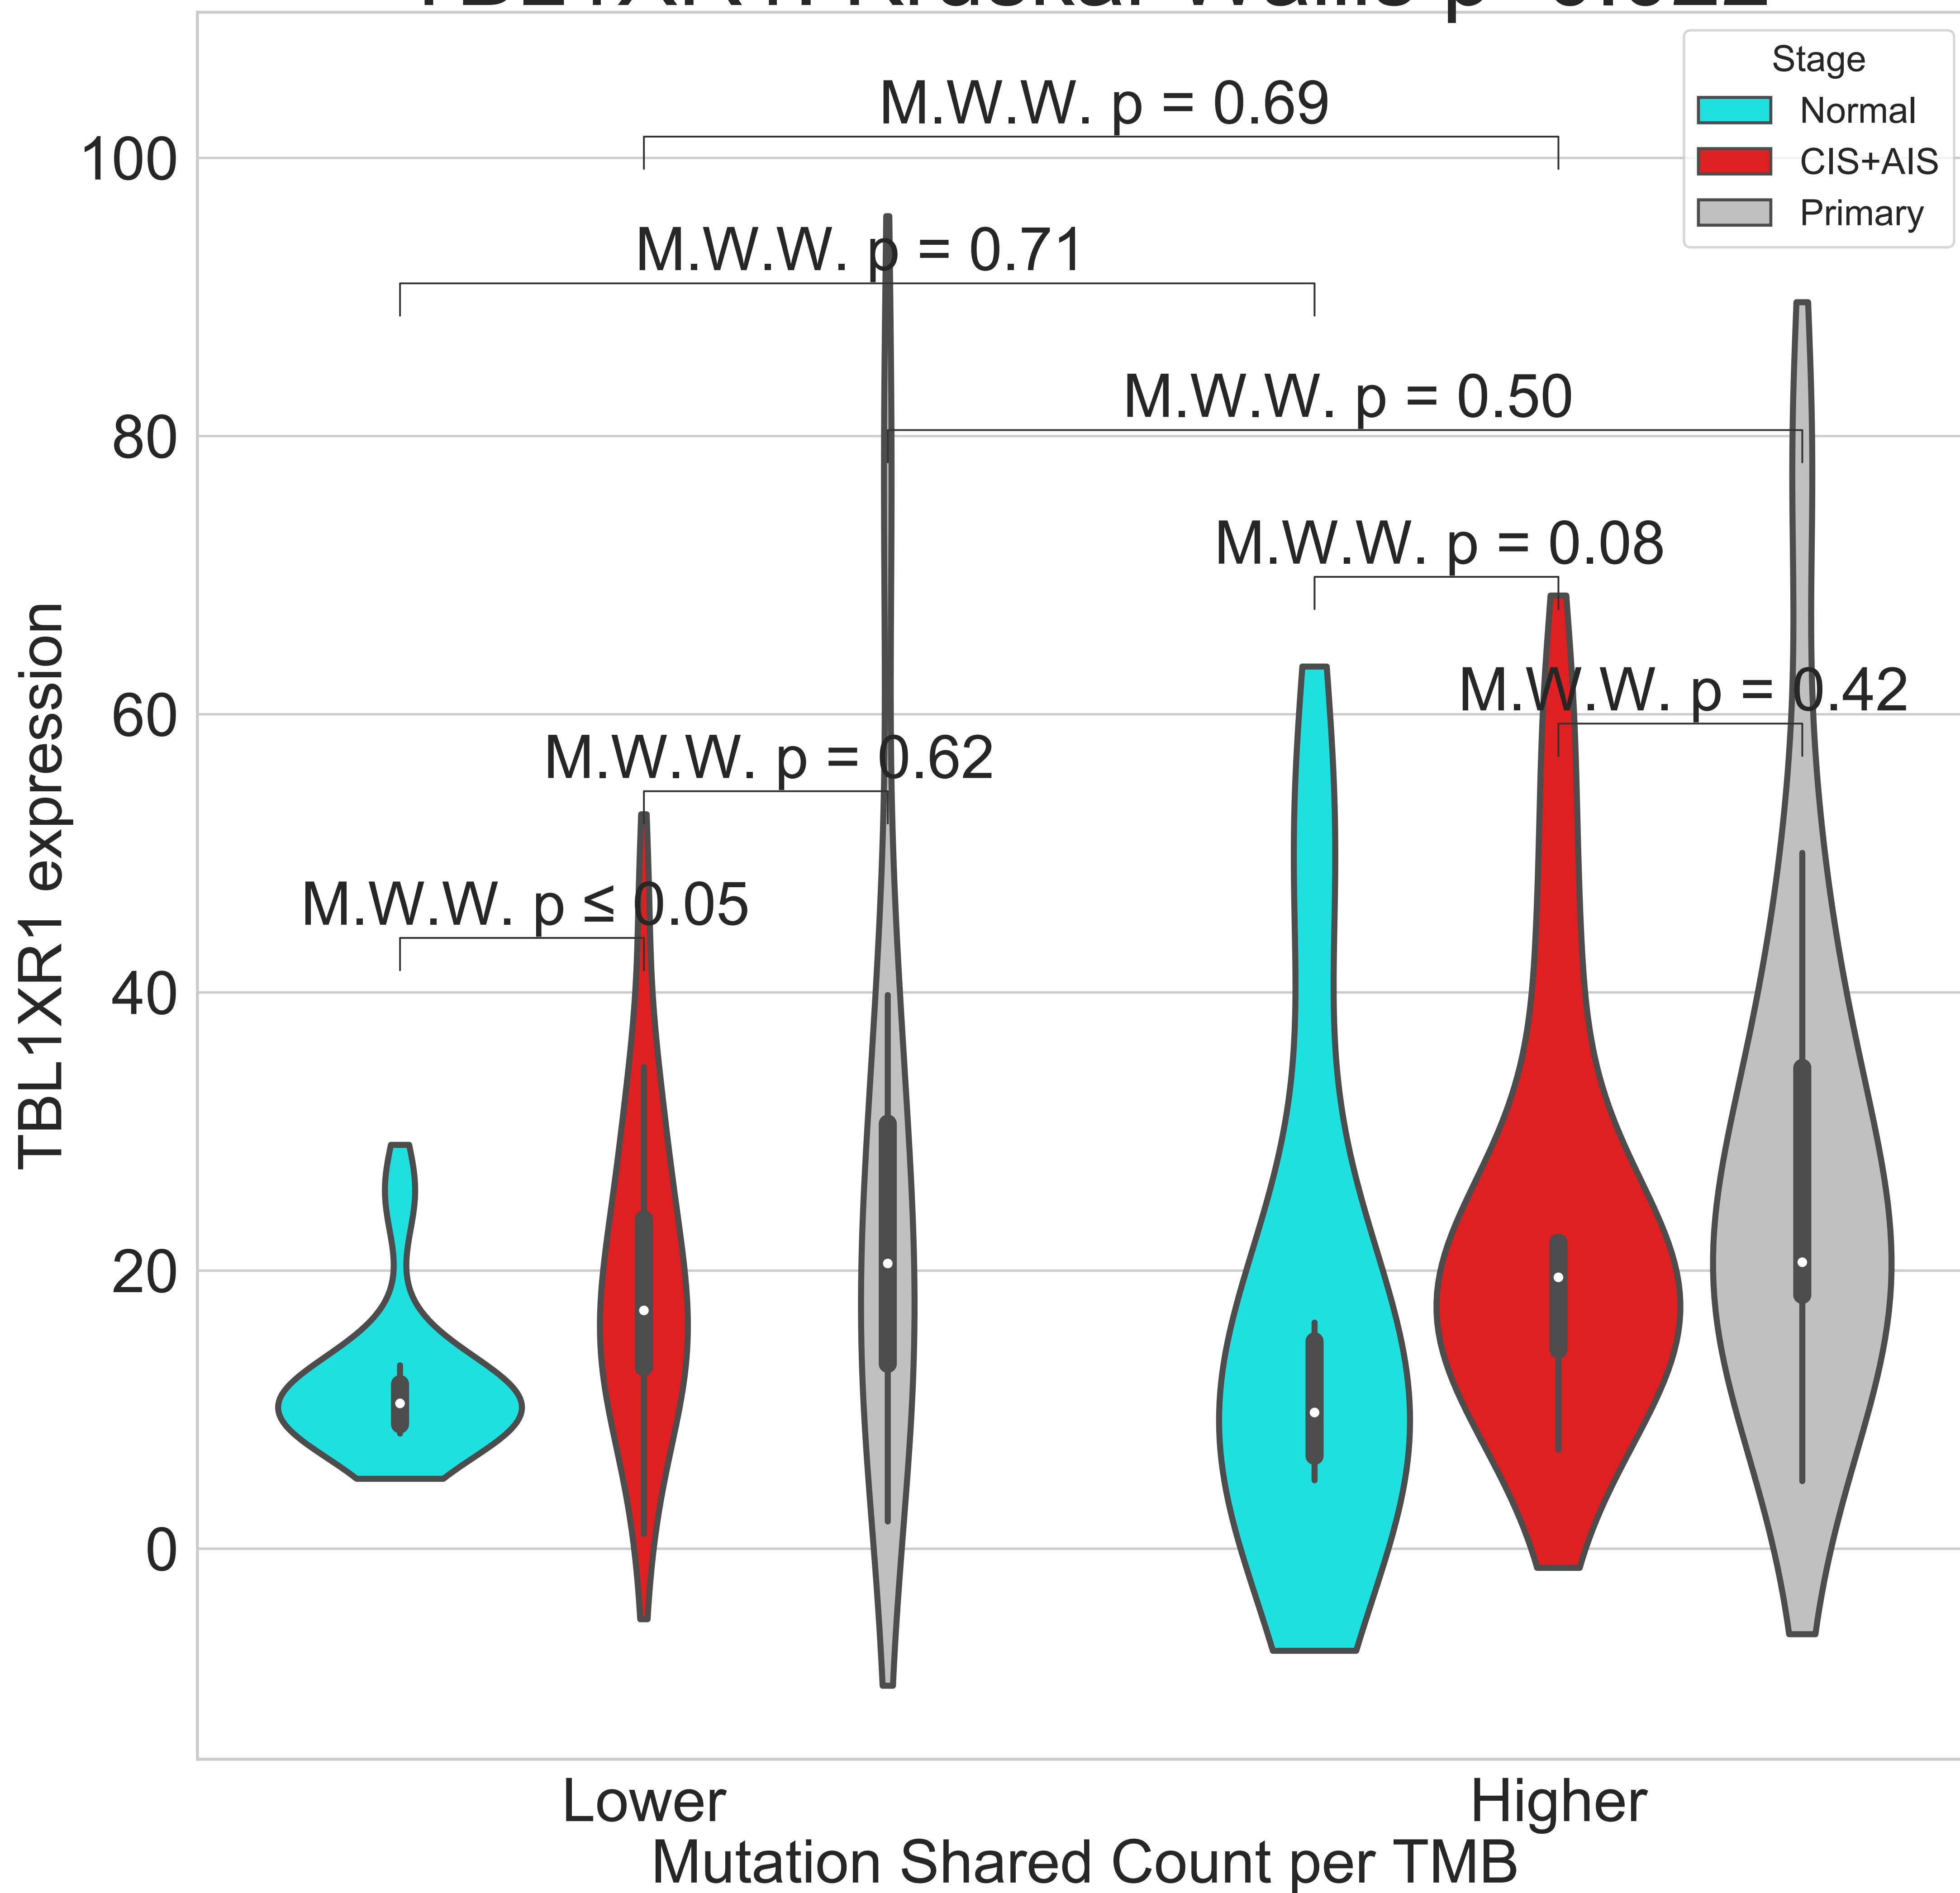 Stage
Normal
CIS+AIS
Primary
M.W.W. p = 0.69
M.W.W. p = 0.71
M.W.W. p = 0.50
M.W.W. p = 0.08
M.W.W. p = 0.42
M.W.W. p = 0.62
M.W.W. p ≤ 0.05
100
80
60
40
20
0
TBL1XR1 expression
Lower
Higher
Mutation Shared Count per TMB